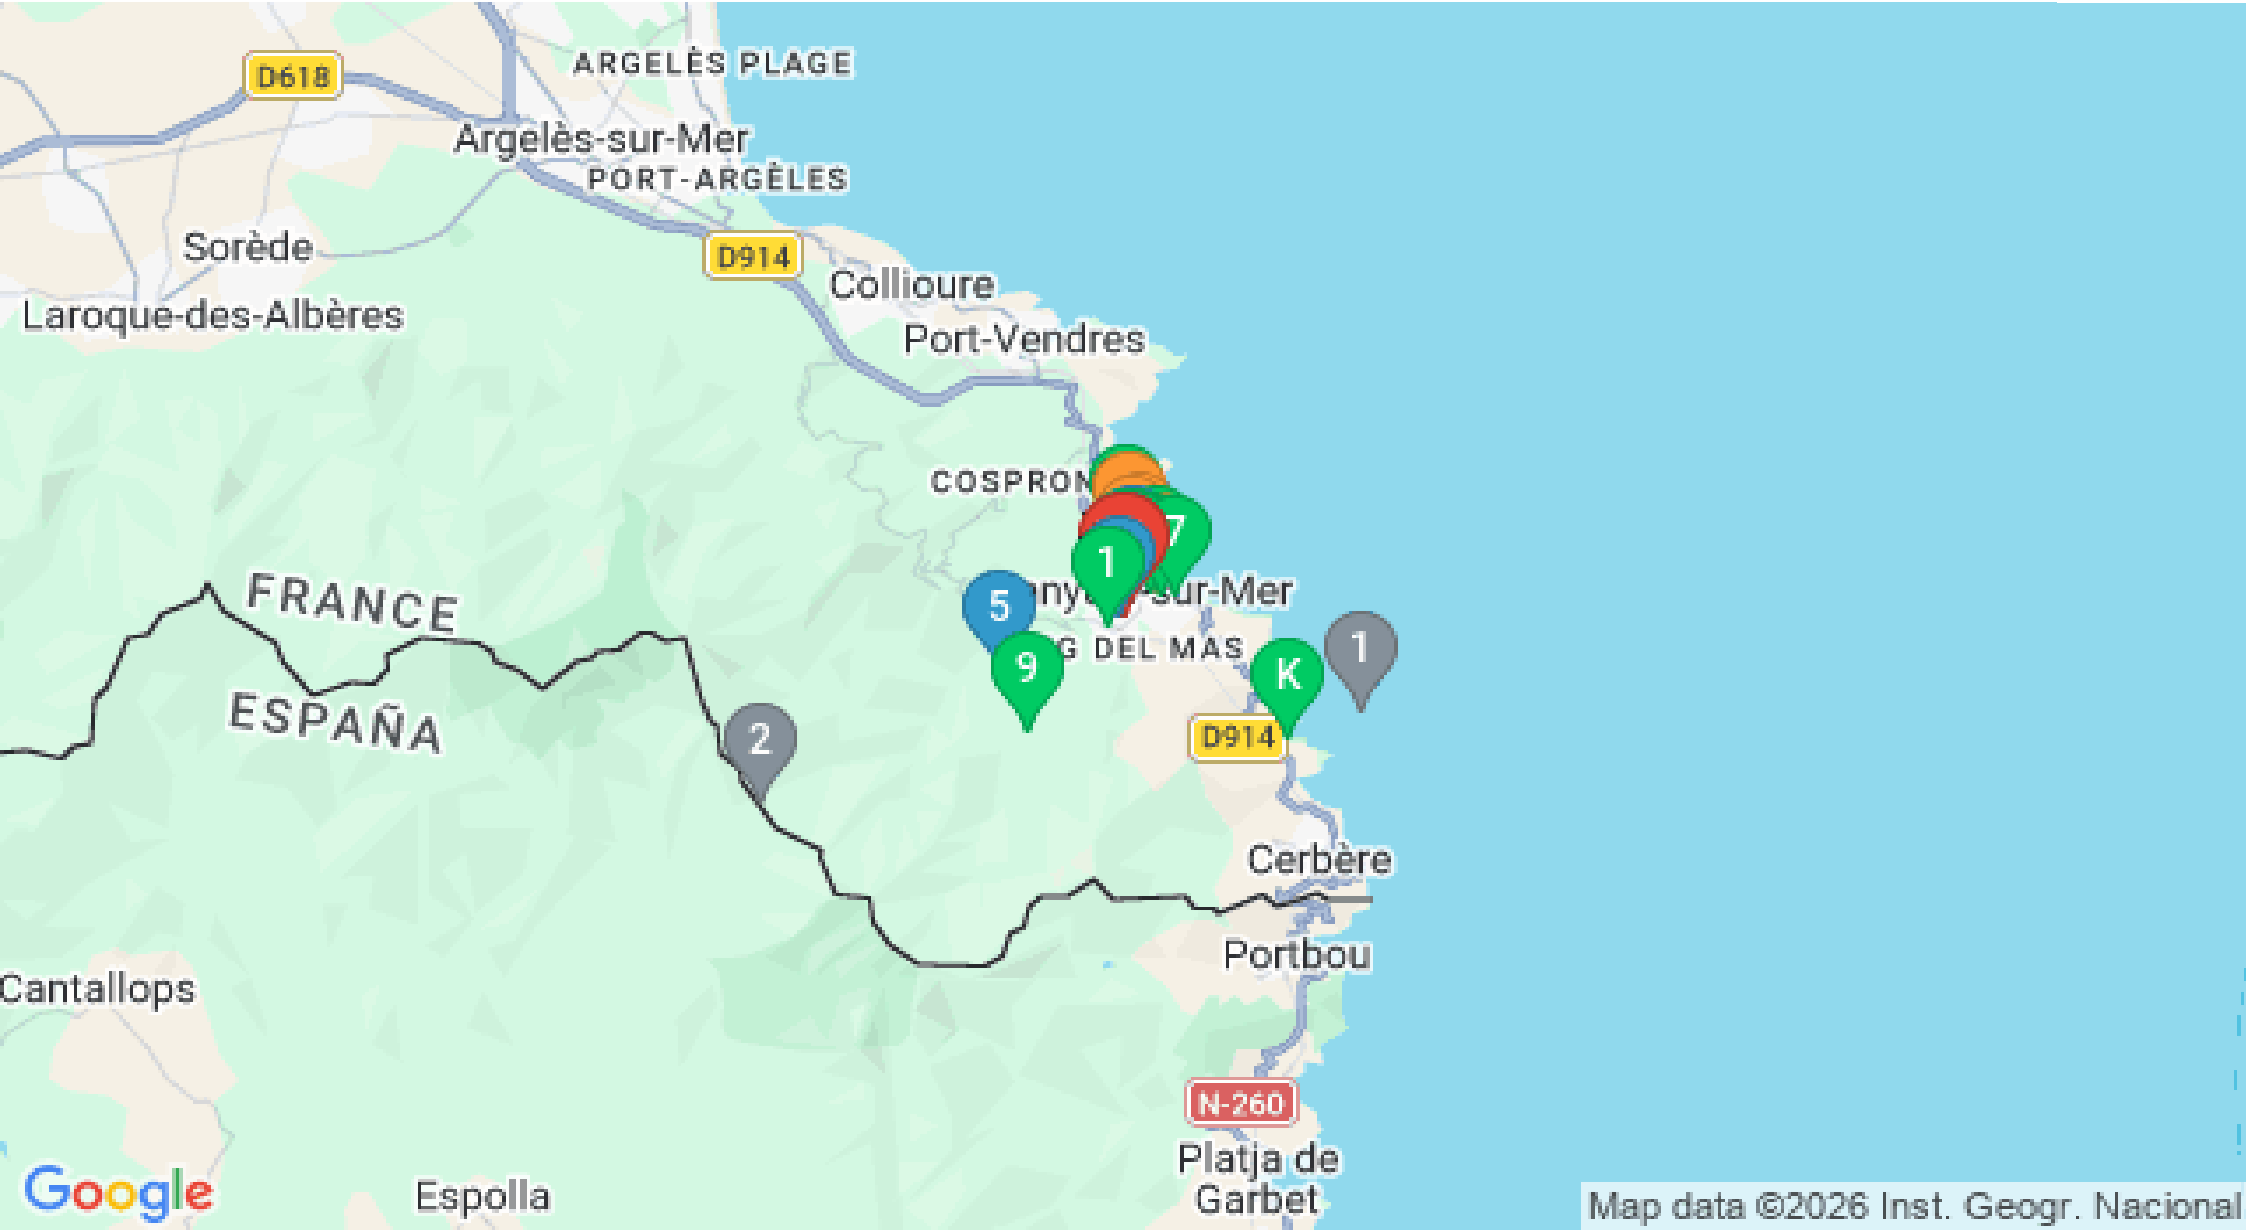 ARGELÈS PLAGE
D618
Argelès-sur-Mer
PORT-ARGÈLES
Sorède
D914
Collioure
Laroque-des-Albères
Port-Vendres
COSPRON
7
1
FRANCE
5
sur-Mer
G DEL MAS
1
9
K
ESPAÑA
2
D914
Cerbère
Portbou
Cantallops
N-260
Platja de
Garbet
Google
Espolla
Map data ©2026 Inst. Geogr. Nacional